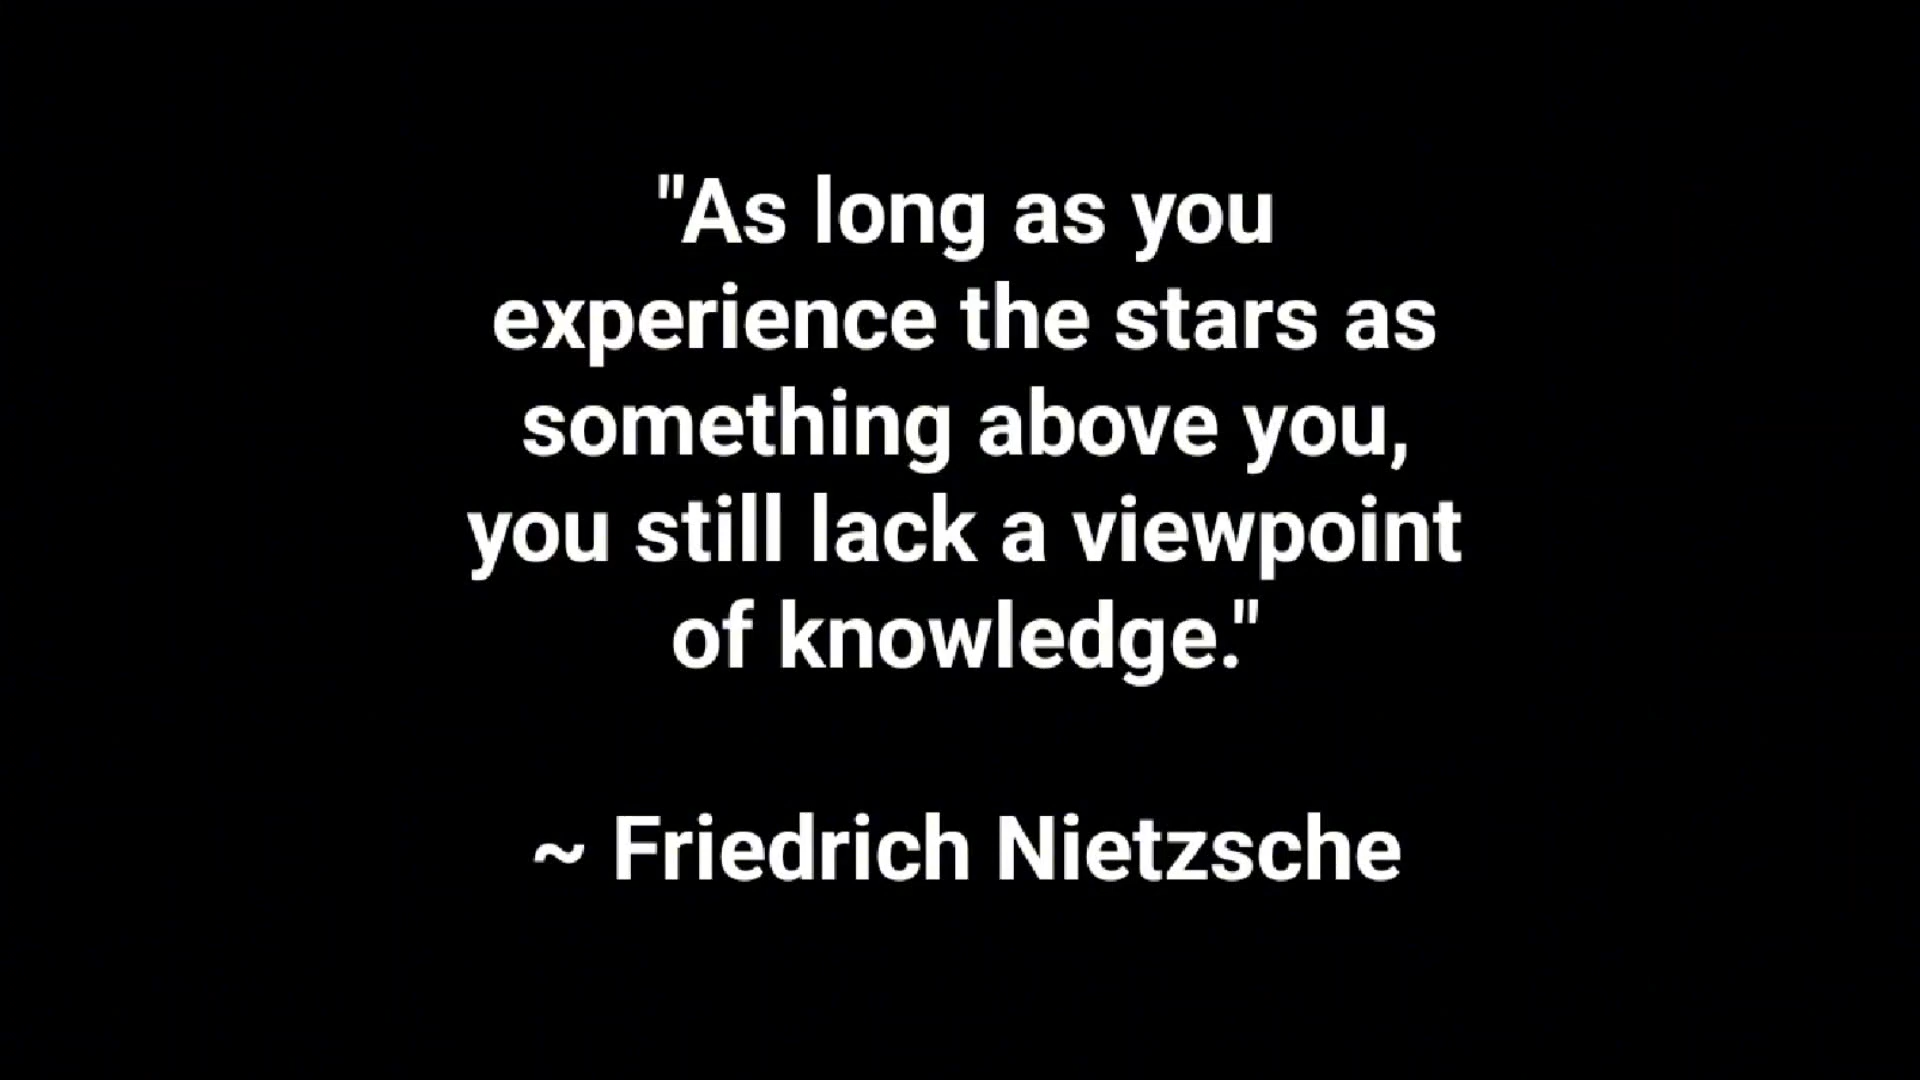 "As long as you
experience the stars as
something above you,
you still lack a viewpoint
of knowledge."
~ Friedrich Nietzsche